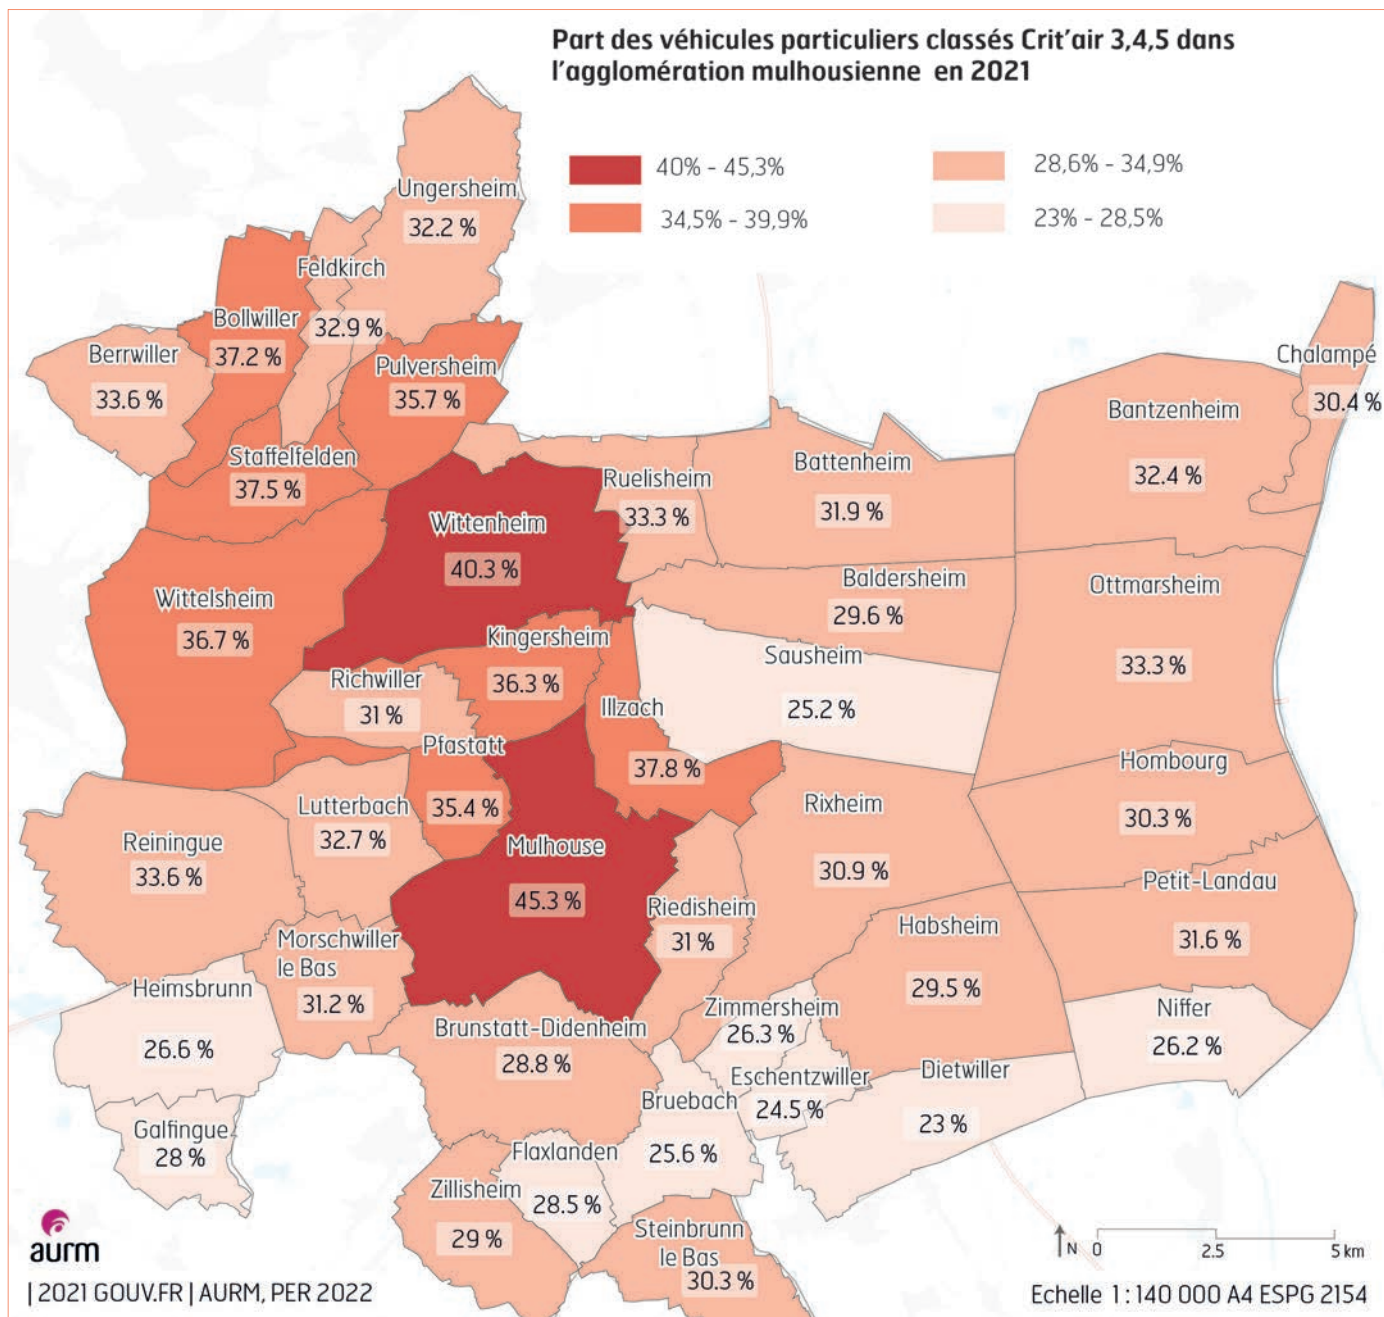 Part des véhicules particuliers classés Crit'air 3,4,5 dans
l'agglomération mulhousienne en 2021
40% - 45,3%
28,6% - 34,9%
34,5% - 39,9%
23% - 28,5%
Ungersheim
32.2 %
Feldkirch
32.9 %
Bollwiller
37.2 %
Berrwiller
33.6 %
Pulversheim
35.7 %
Chalampé
30.4 %
Bantzenheim
32.4 %
Staffelfelden
37.5 %
Battenheim
31.9 %
Ruelisheim
33.3 %
Wittenheim
40.3 %
Baldersheim
29.6 %
Ottmarsheim
33.3 %
Wittelsheim
36.7 %
Kingersheim
36.3 %
Sausheim
25.2 %
Richwiller
31 %
Illzach
37.8 %
Pfastatt
35.4 %
Hombourg
30.3 %
Lutterbach
32.7 %
Rixheim
30.9 %
Reiningue
33.6 %
Mulhouse
45.3 %
Petit-Landau
31.6 %
Riedisheim
31 %
Habsheim
29.5 %
Morschwiller
le Bas
31.2 %
Heimsbrunn
26.6 %
Zimmersheim
26.3 %
Niffer
26.2 %
Brunstatt-Didenheim
28.8 %
Eschentzwiller
24.5 %
Dietwiller
23 %
Bruebach
25.6 %
Galfingue
28 %
Flaxlanden
28.5 %
Zillisheim
29 %
Steinbrunn
le Bas
30.3 %
aurm
N 0 2.5 5 km
| 2021 GOUV.FR | AURM, PER 2022
Echelle 1 : 140 000 A4 ESPG 2154